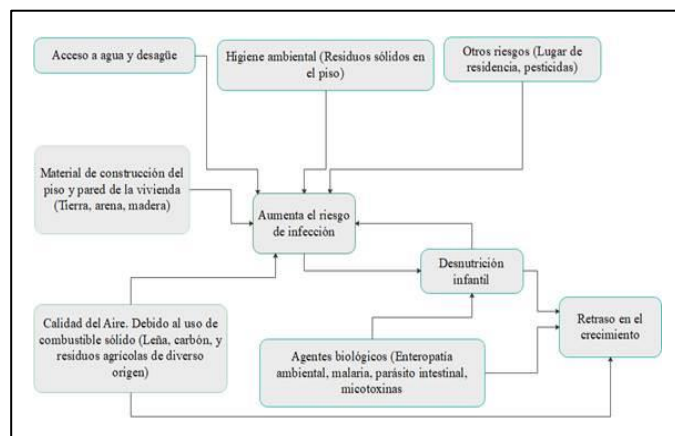 Acceso a agua y desagüe
Higiene ambiental (Residuos sólidos en
el piso)
Otros riesgos (Lugar de
residencia, pesticidas)
Material de construcción del
piso y pared de la vivienda
(Tierra, arena, madera)
Aumenta el riesgo
de infección
Desnutrición
infantil
Calidad del Aire. Debido al uso de
combustible sólido (Leña, carbón, y
residuos agrícolas de diverso
origen)
Agentes biológicos (Enteropatía
ambiental, malaria, parásito intestinal,
micotoxinas
Retraso en el
crecimiento